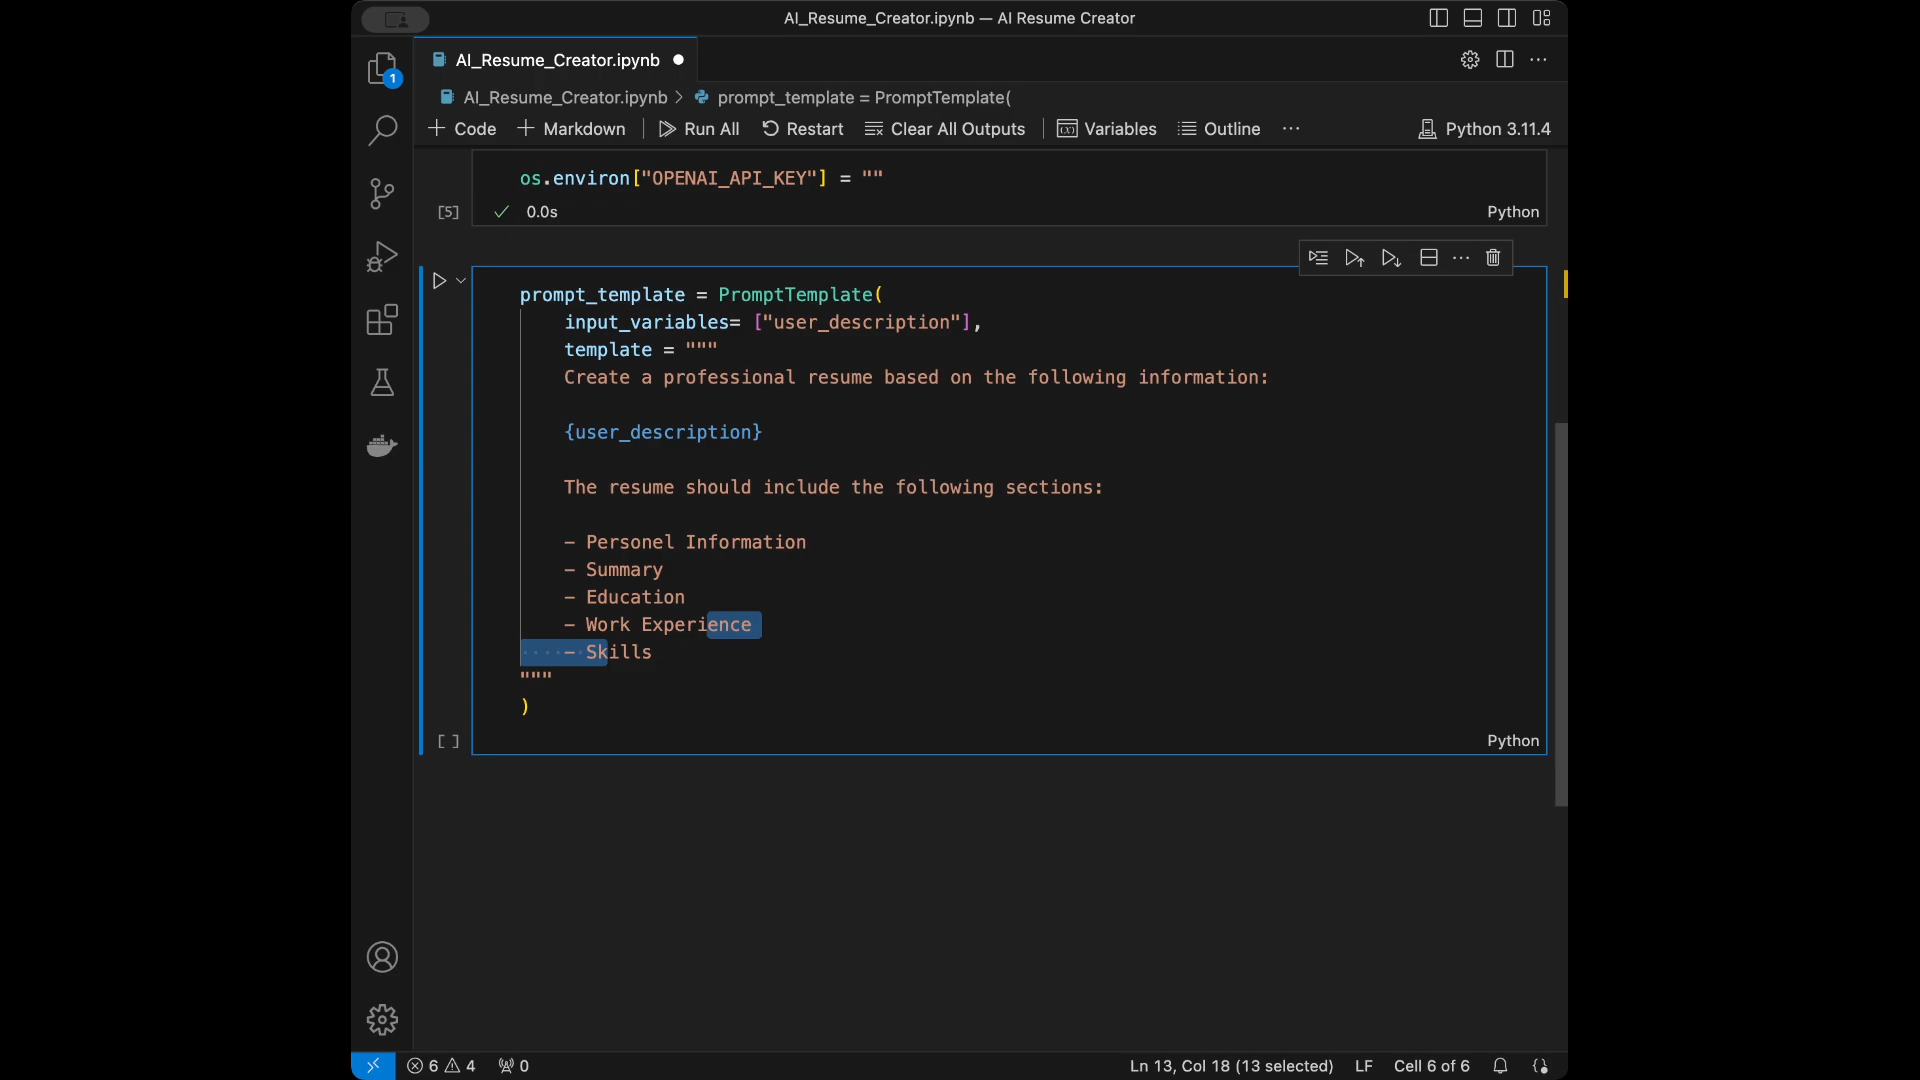 AI_Resume_Creator.ipynb — AI Resume Creator
AI_Resume_Creator.ipynb
1
AI_Resume_Creator.ipynb > prompt_template = PromptTemplate(
+ Code + Markdown Run All Restart Clear All Outputs (x) Variables Outline ··· Python 3.11.4
os.environ["OPENAI_API_KEY"] = ""
[5] ✓ 0.0s Python
prompt_template = PromptTemplate(
input_variables= ["user_description"],
template = """
Create a professional resume based on the following information:
{user_description}
The resume should include the following sections:
- Personel Information
- Summary
- Education
- Work Experience
- Skills
"""
)
[ ] Python
6 4 0 Ln 13, Col 18 (13 selected) LF Cell 6 of 6